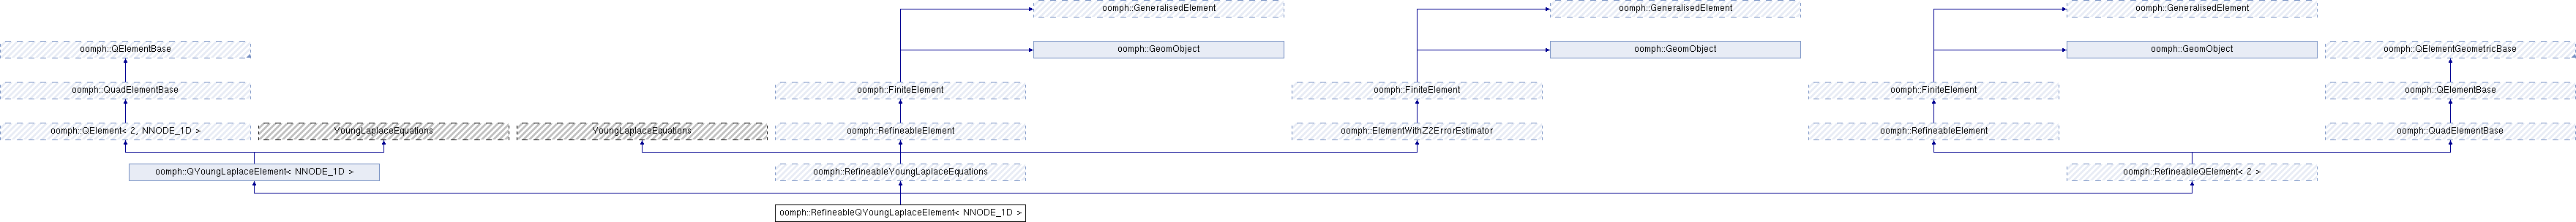 oomph::GeneralisedElement
oomph::GeneralisedElement
oomph::GeneralisedElement
oomph::QElementBase
oomph::GeomObject
oomph::GeomObject
oomph::GeomObject
oomph::QElementGeometricBase
oomph::QuadElementBase
oomph::FiniteElement
oomph::FiniteElement
oomph::FiniteElement
oomph::QElementBase
oomph::QElement< 2, NNODE_1D >
YoungLaplaceEquations
YoungLaplaceEquations
oomph::RefineableElement
oomph::ElementWithZ2ErrorEstimator
oomph::RefineableElement
oomph::QuadElementBase
oomph::QYoungLaplaceElement< NNODE_1D >
oomph::RefineableYoungLaplaceEquations
oomph::RefineableQElement< 2 >
oomph::RefineableQYoungLaplaceElement< NNODE_1D >